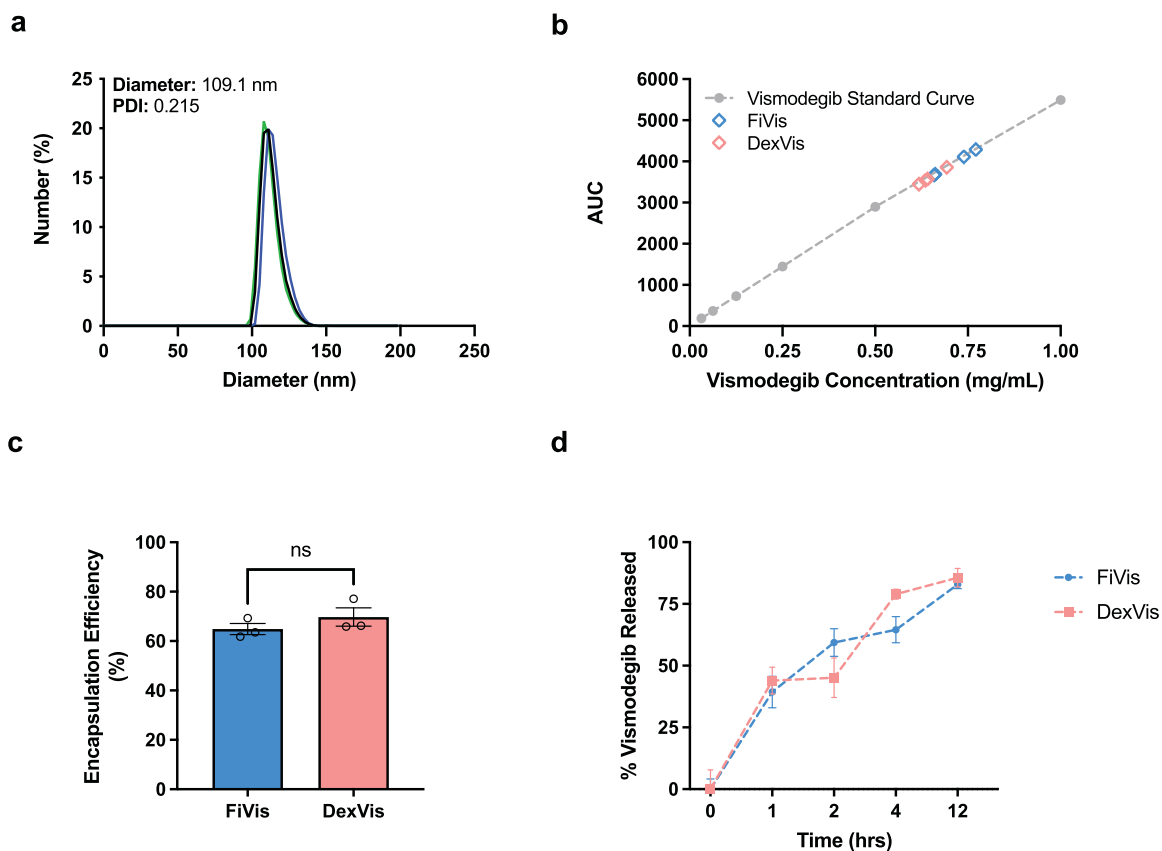 a
Diameter: 109.1 nm
PDI: 0.215
25
20
15
10
5
0
Number (%)
0 50 100 150 200 250
Diameter (nm)
b
6000
5000
4000
3000
2000
1000
0
AUC
Vismodegib Standard Curve
FiVis
DexVis
0.00 0.25 0.50 0.75 1.00
Vismodegib Concentration (mg/mL)
c
100
80
60
40
20
0
Encapsulation Efficiency
(%)
ns
FiVis DexVis
d
100
75
50
25
0
% Vismodegib Released
0 1 2 4 12
Time (hrs)
FiVis
DexVis